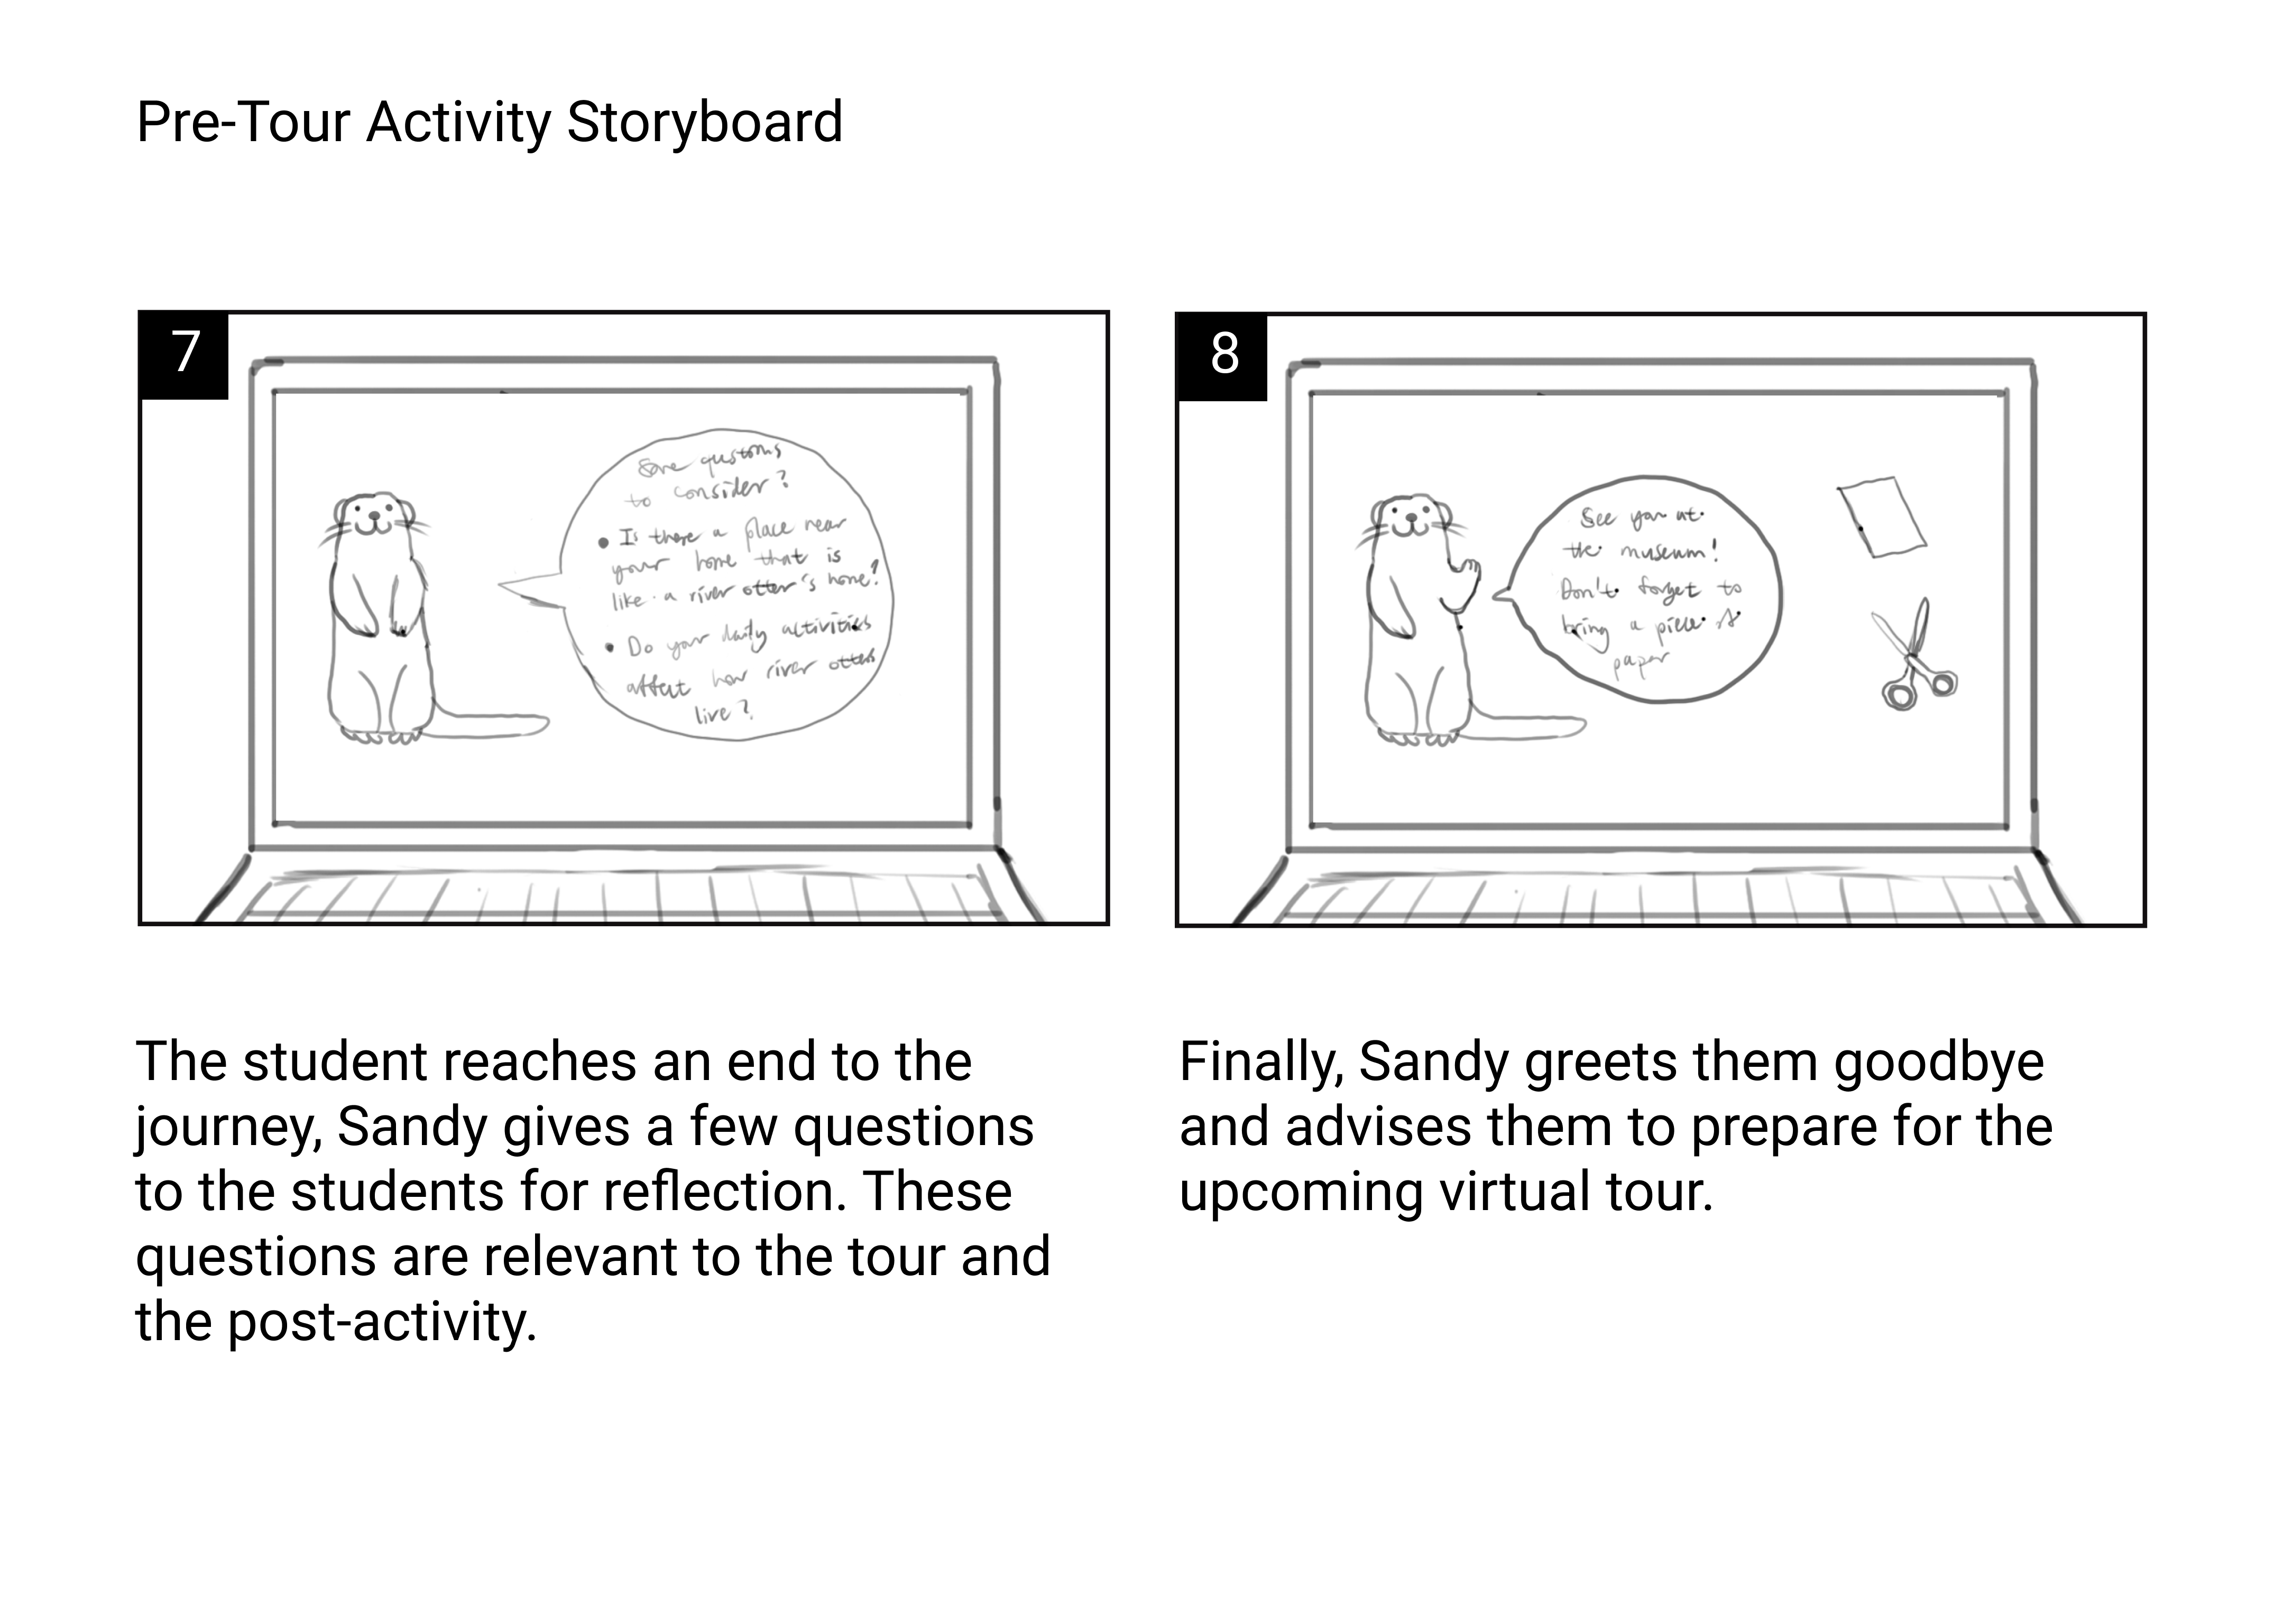 Pre-Tour Activity Storyboard
7
Some qustions
to consider?
• Is there a place near
your home that is
like a river otter's home?
• Do your daily activities
affect how river otters
live?
The student reaches an end to the
journey, Sandy gives a few questions
to the students for reflection. These
questions are relevant to the tour and
the post-activity.
8
See you at
the museum!
Don't forget to
bring a piece of
paper
Finally, Sandy greets them goodbye
and advises them to prepare for the
upcoming virtual tour.